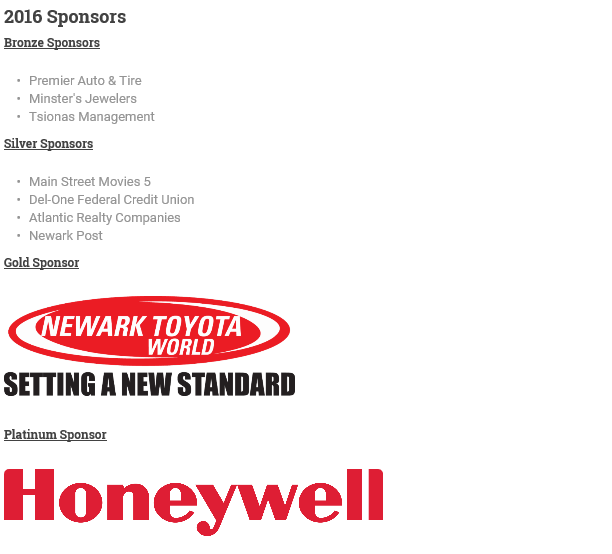 2016 Sponsors
Bronze Sponsors
Premier Auto & Tire
Minster's Jewelers
Tsionas Management
Silver Sponsors
Main Street Movies 5
Del-One Federal Credit Union
Atlantic Realty Companies
Newark Post
Gold Sponsor
NEWARK TOYOTA
WORLD
SETTING A NEW STANDARD
Platinum Sponsor
Honeywell